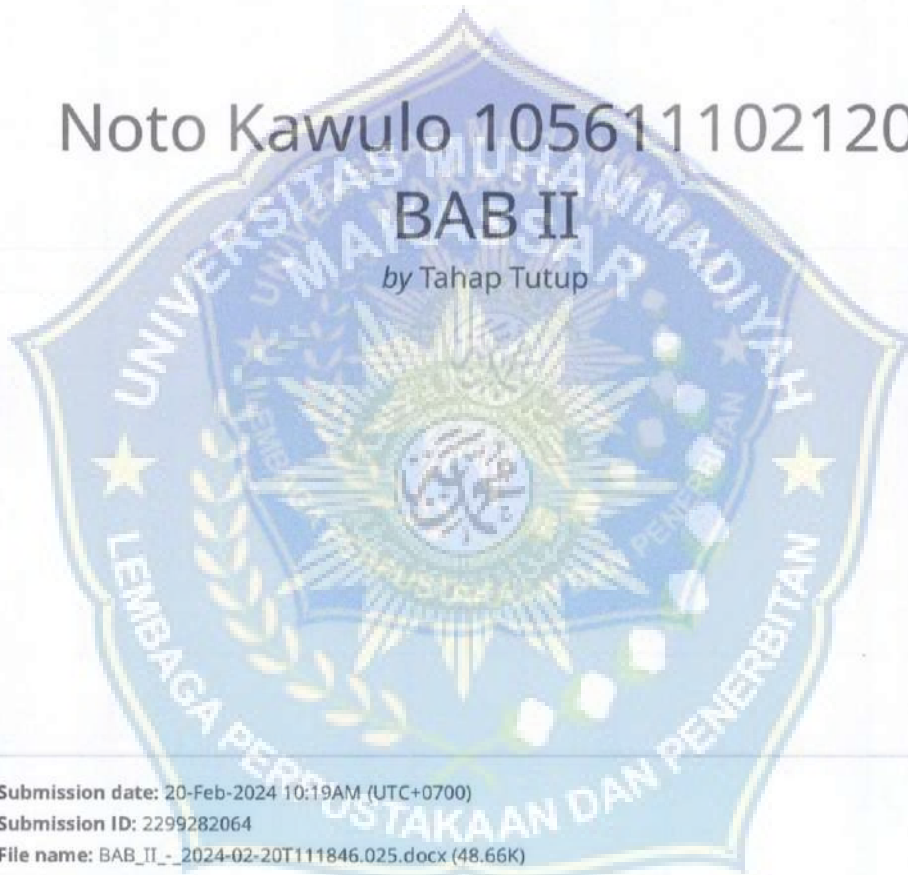 Noto Kawulo 105611102120
BAB II
by Tahap Tutup
UNIVERSITAS MUHAMMADIYAH
MAKASSAR
LEMBAGA PERPUSTAKAAN DAN PENERBITAN
Submission date: 20-Feb-2024 10:19AM (UTC+0700)
Submission ID: 2299282064
File name: BAB_II_-_2024-02-20T111846.025.docx (48.66K)